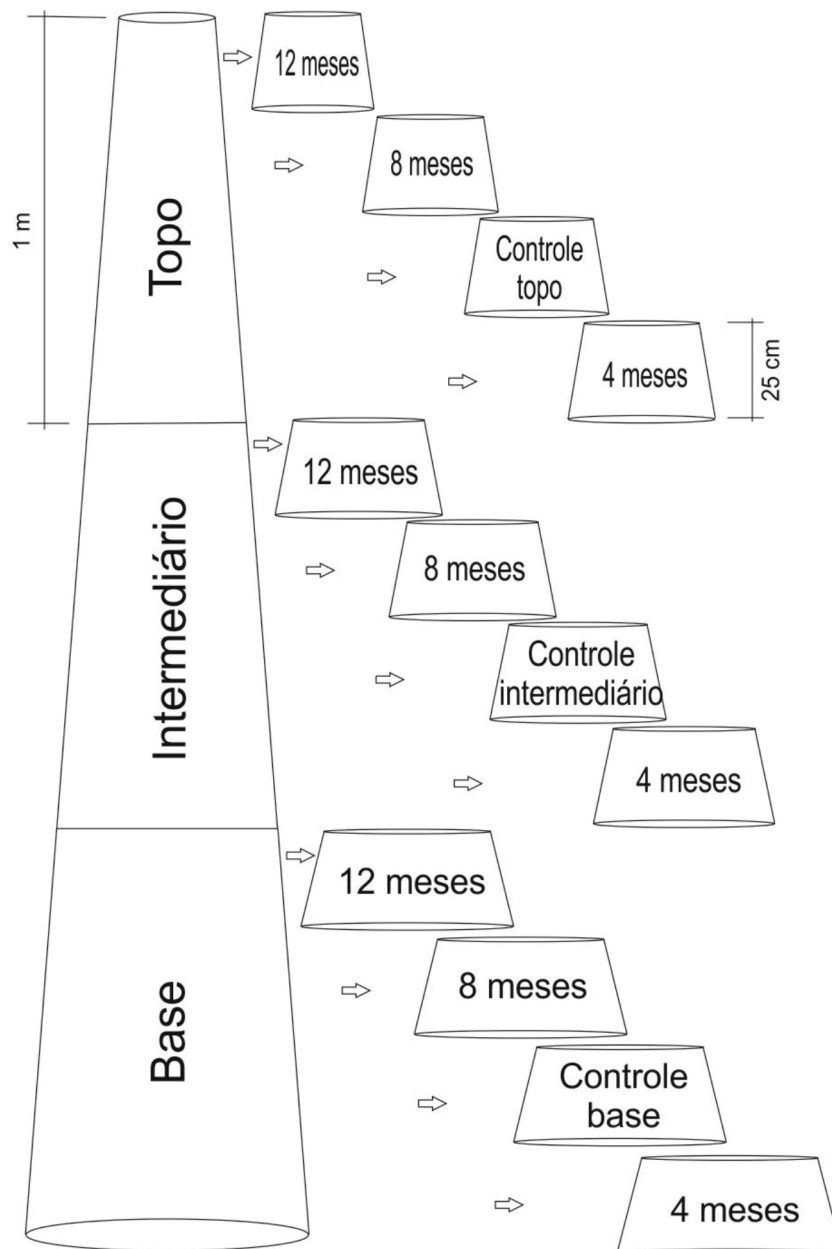 1 m
Topo
12 meses
8 meses
Controle
topo
4 meses
25 cm
Intermediário
12 meses
8 meses
Controle
intermediário
4 meses
Base
12 meses
8 meses
Controle
base
4 meses